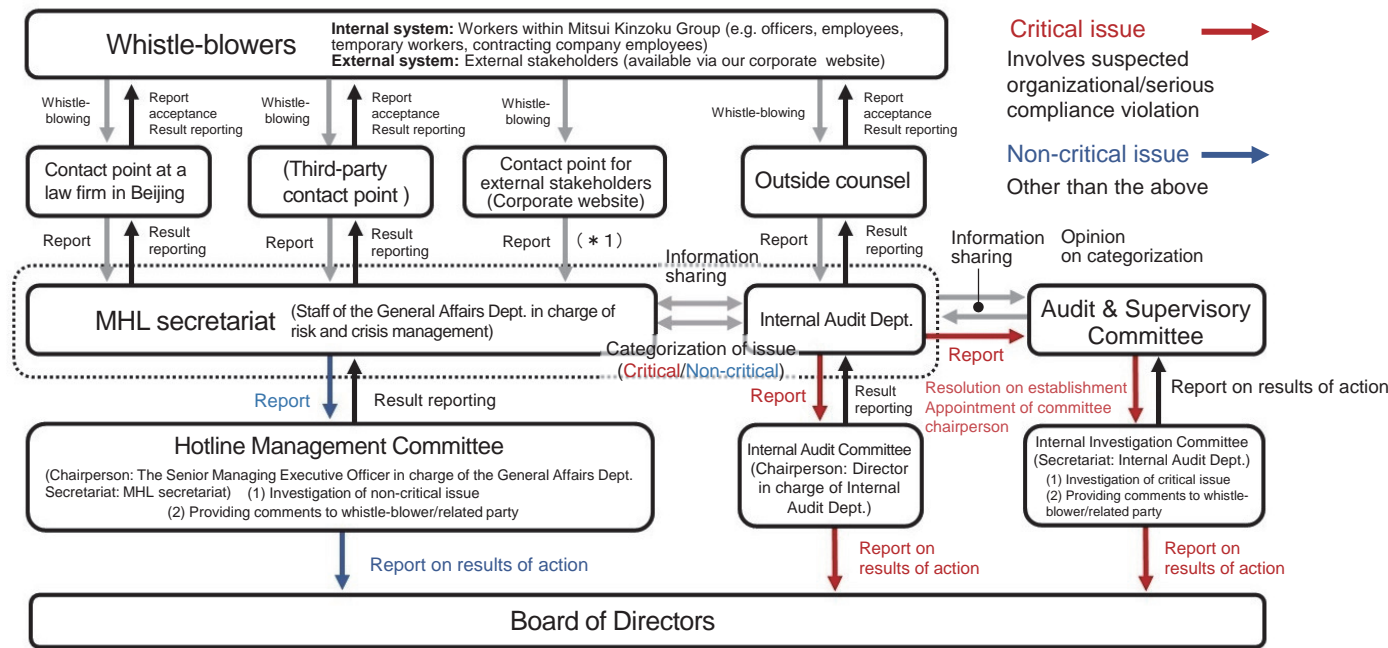 Whistle-blowers
Internal system: Workers within Mitsui Kinzoku Group (e.g. officers, employees,
temporary workers, contracting company employees)
External system: External stakeholders (available via our corporate website)
Critical issue
Involves suspected
organizational/serious
compliance violation
Non-critical issue
Other than the above
Whistle-
blowing
Report
acceptance
Result reporting
Whistle-
blowing
Report
acceptance
Result reporting
Whistle-
blowing
Whistle-blowing
Report
acceptance
Result reporting
Contact point at a
law firm in Beijing
(Third-party
contact point )
Contact point for
external stakeholders
(Corporate website)
Outside counsel
Report
Result
reporting
Report
Result
reporting
Report
(*1)
Report
Result
reporting
Information
sharing
Information
sharing
Opinion
on categorization
MHL secretariat
(Staff of the General Affairs Dept. in charge of
risk and crisis management)
Internal Audit Dept.
Audit & Supervisory
Committee
Categorization of issue
(Critical/Non-critical)
Report
Report
Result reporting
Report
Result
reporting
Resolution on establishment
Appointment of committee
chairperson
Report on results of action
Hotline Management Committee
(Chairperson: The Senior Managing Executive Officer in charge of the General Affairs Dept.
Secretariat: MHL secretariat) (1) Investigation of non-critical issue
(2) Providing comments to whistle-blower/related party
Internal Audit Committee
(Chairperson: Director
in charge of Internal
Audit Dept.)
Internal Investigation Committee
(Secretariat: Internal Audit Dept.)
(1) Investigation of critical issue
(2) Providing comments to whistle-
blower/related party
Report on results of action
Report on
results of action
Report on
results of action
Board of Directors